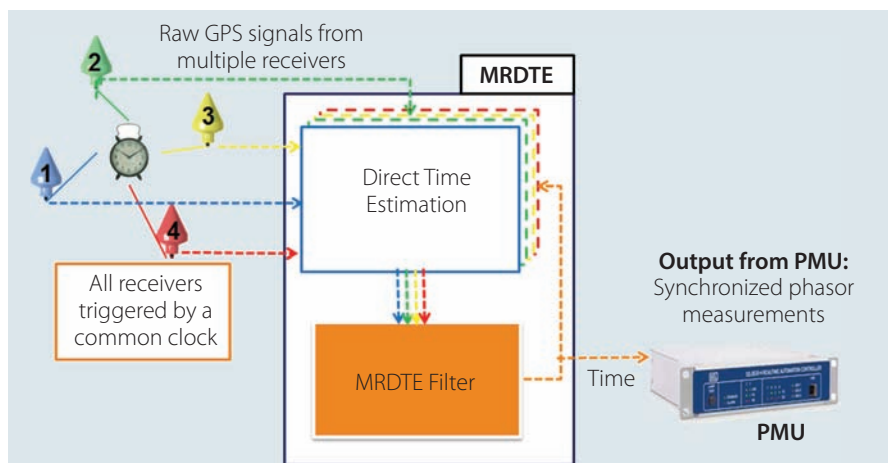 Raw GPS signals from
multiple receivers
MRDTE
2
3
1
4
Direct Time
Estimation
All receivers
triggered by a
common clock
MRDTE Filter
Time
Output from PMU:
Synchronized phasor
measurements
PMU